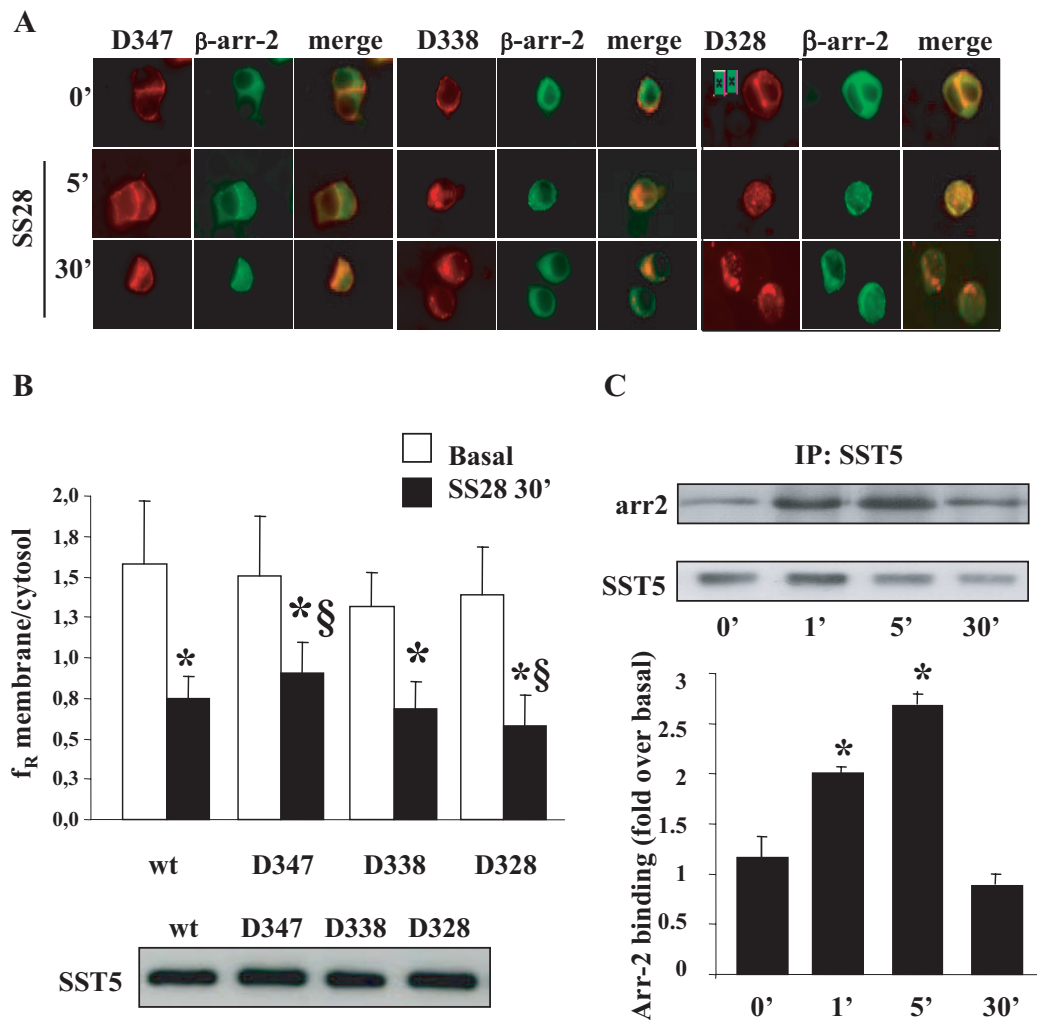 A
D347 β-arr-2 merge D338 β-arr-2 merge D328 β-arr-2 merge
0’
x x
SS28
5’
30’
B
Basal
SS28 30’
f_R membrane/cytosol
2,0
1,8
1,5
1,3
1,0
0,8
0,5
0,3
0,0
*
*§
*
*§
wt D347 D338 D328
wt D347 D338 D328
SST5
C
IP: SST5
arr2
SST5
0’ 1’ 5’ 30’
Arr-2 binding (fold over basal)
3
2.5
2
1.5
1
0.5
0
*
*
0’ 1’ 5’ 30’